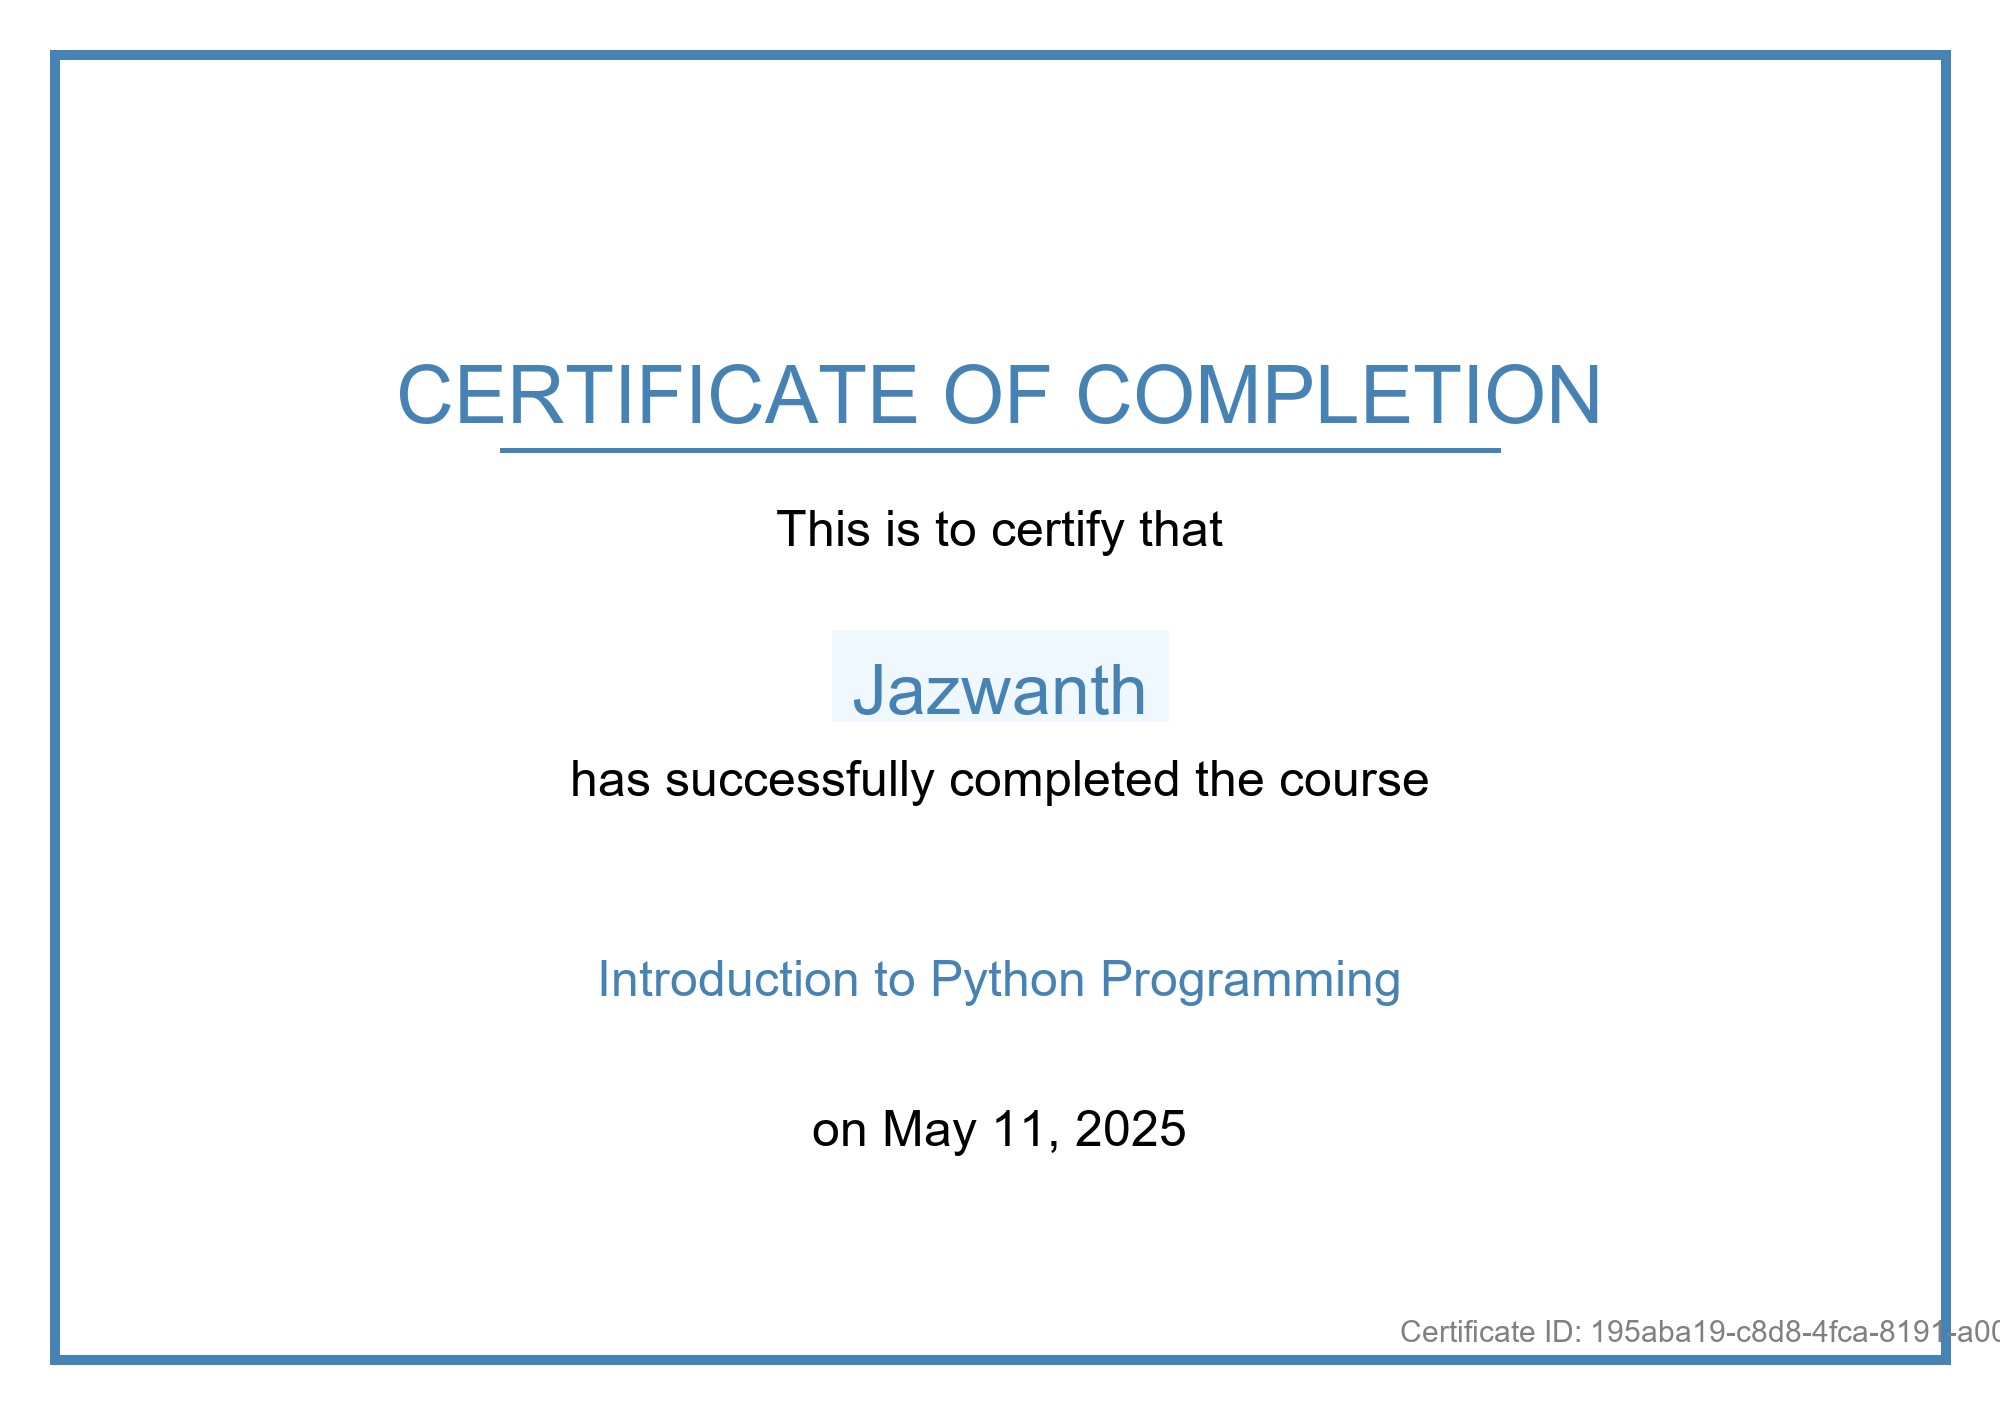 CERTIFICATE OF COMPLETION
This is to certify that
Jazwanth
has successfully completed the course
Introduction to Python Programming
on May 11, 2025
Certificate ID: 195aba19-c8d8-4fca-8191-a00